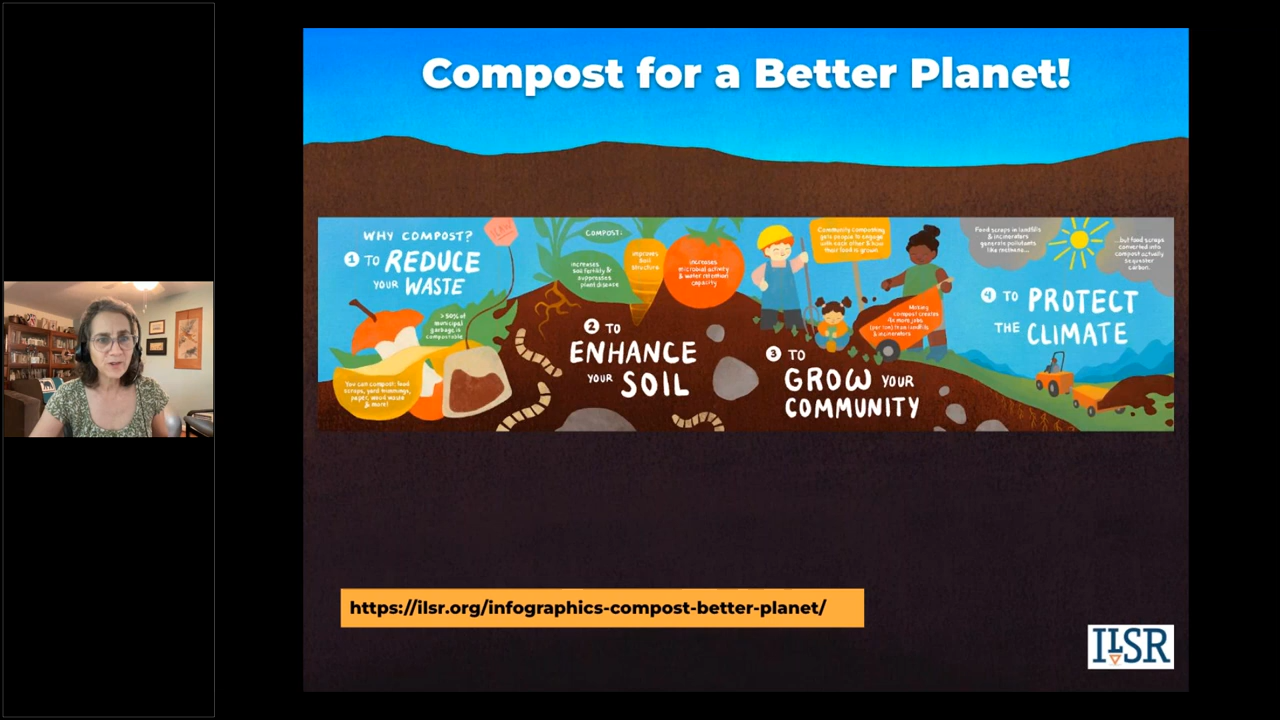 Compost for a Better Planet!
WHY COMPOST?
1 TO REDUCE
YOUR WASTE
>50% of
municipal
garbage is
compostable
You can compost: food
scraps, yard trimmings,
paper, wood waste
& more!
COMPOST:
increases
soil fertility &
suppresses
plant disease
improves
soil
structure
increases
microbial activity
& water retention
capacity
2 TO
ENHANCE
YOUR SOIL
Community composting
gets people to engage
with each other & how
their food is grown.
Making
compost creates
4x more jobs
(per ton) than landfills
& incinerators
3 TO
GROW YOUR
COMMUNITY
Food scraps in landfills
& incinerators
generate pollutants
like methane...
...but food scraps
converted into
compost actually
sequester
carbon.
4 TO PROTECT
THE CLIMATE
https://ilsr.org/infographics-compost-better-planet/
ILSR